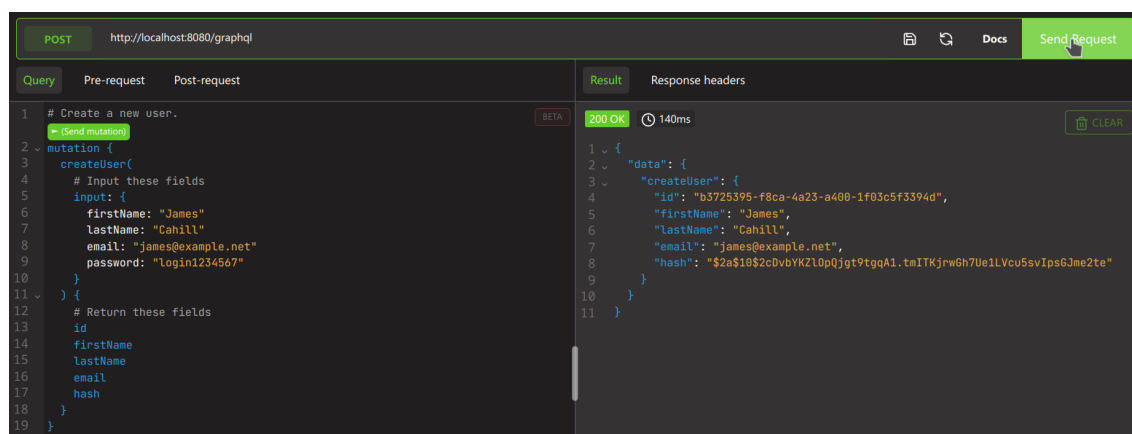 POST http://localhost:8080/graphql Docs Send Request
Query Pre-request Post-request
Result Response headers
1 # Create a new user. BETA
(Send mutation)
2 mutation {
3 createUser(
4 # Input these fields
5 input: {
6 firstName: "James"
7 lastName: "Cahill"
8 email: "james@example.net"
9 password: "login1234567"
10 }
11 ) {
12 # Return these fields
13 id
14 firstName
15 lastName
16 email
17 hash
18 }
19 }
200 OK 140ms CLEAR
1 {
2 "data": {
3 "createUser": {
4 "id": "b3725395-f8ca-4a23-a400-1f03c5f3394d",
5 "firstName": "James",
6 "lastName": "Cahill",
7 "email": "james@example.net",
8 "hash": "$2a$10$2cDvbYKZlOpQjgt9tgqA1.tmITKjrwGh7Ue1LVcu5svIpsGJme2te"
9 }
10 }
11 }